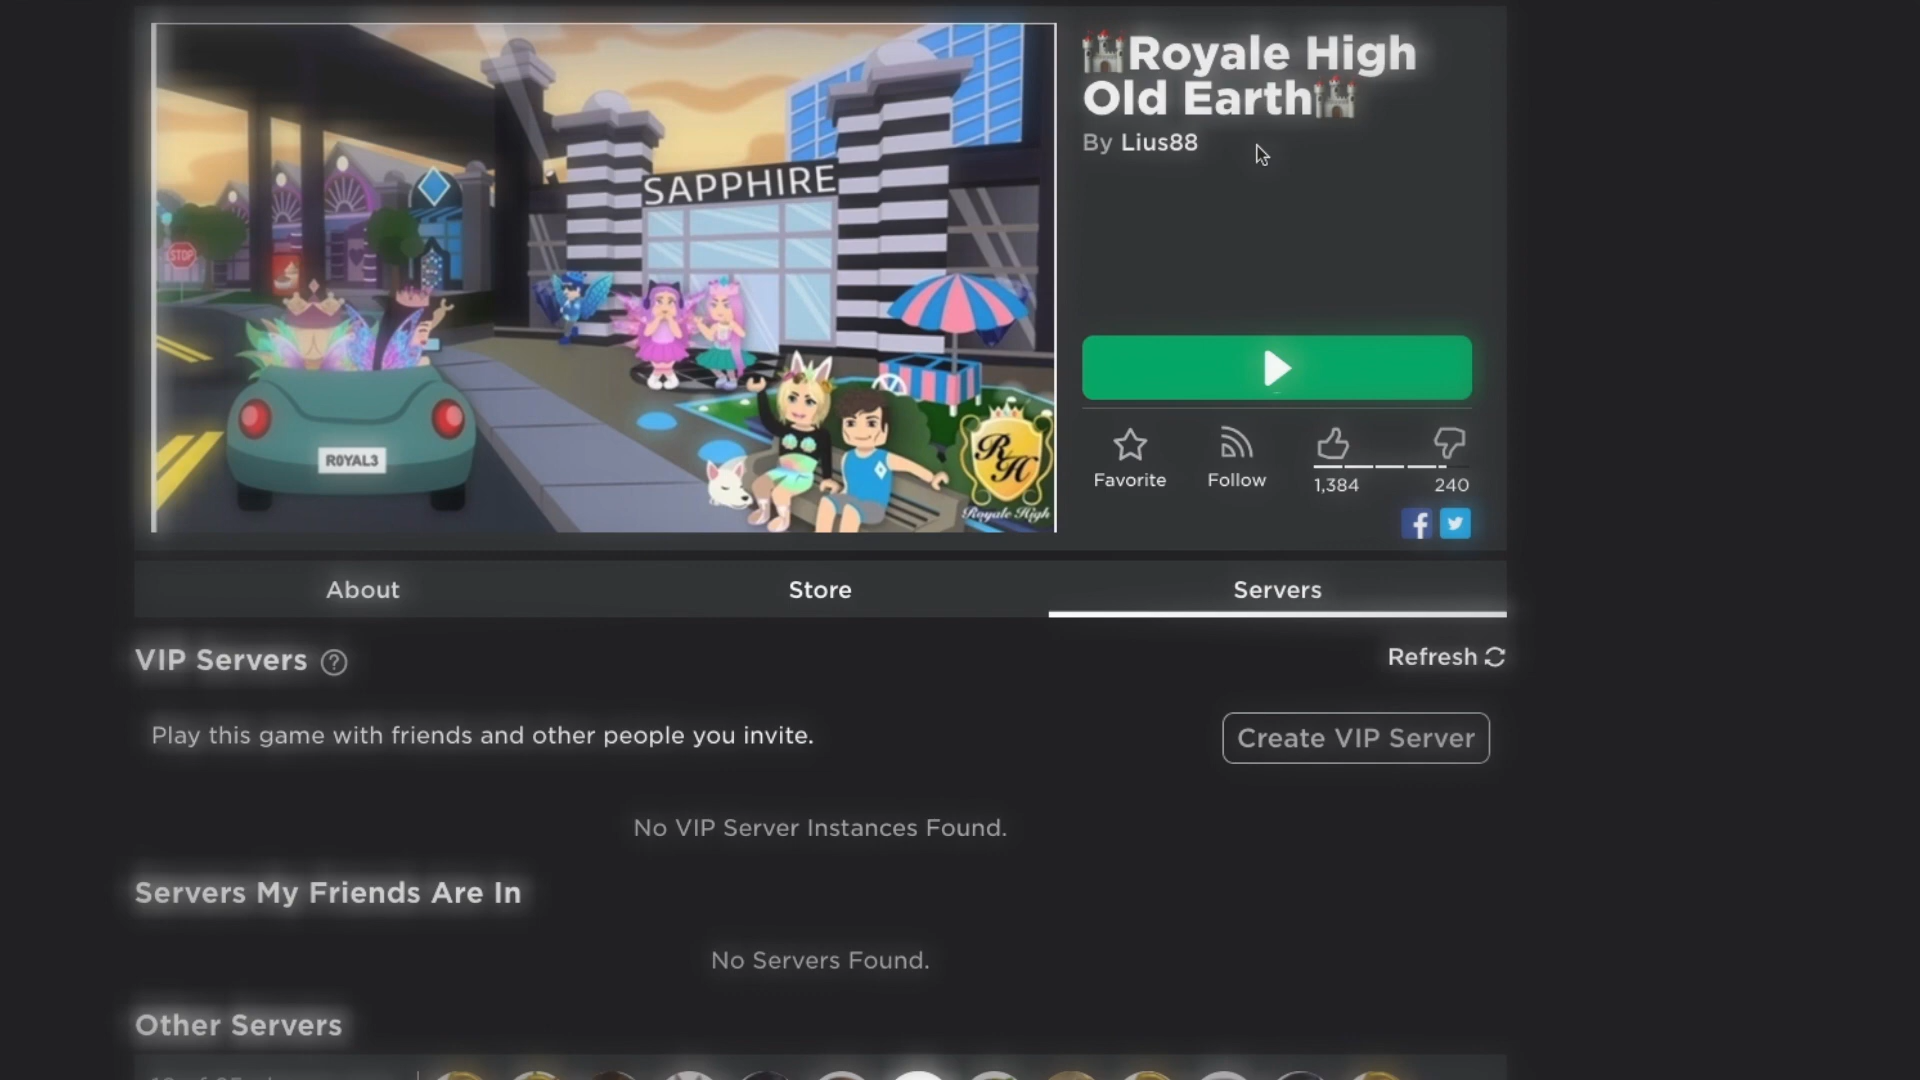 🏰Royale High
Old Earth🏰
By Lius88
SAPPHIRE
STOP
R0YAL3
RH
Royale High
Favorite
Follow
1,384
240
About
Store
Servers
VIP Servers
Refresh
Play this game with friends and other people you invite.
Create VIP Server
No VIP Server Instances Found.
Servers My Friends Are In
No Servers Found.
Other Servers